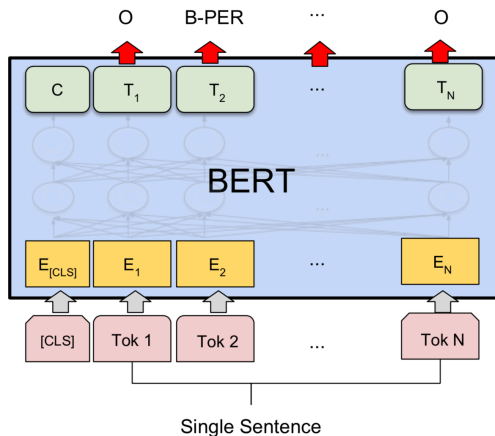 O B-PER ... O
C T1 T2 ... TN
...
...
BERT
E[CLS] E1 E2 ... EN
[CLS] Tok 1 Tok 2 ... Tok N
Single Sentence